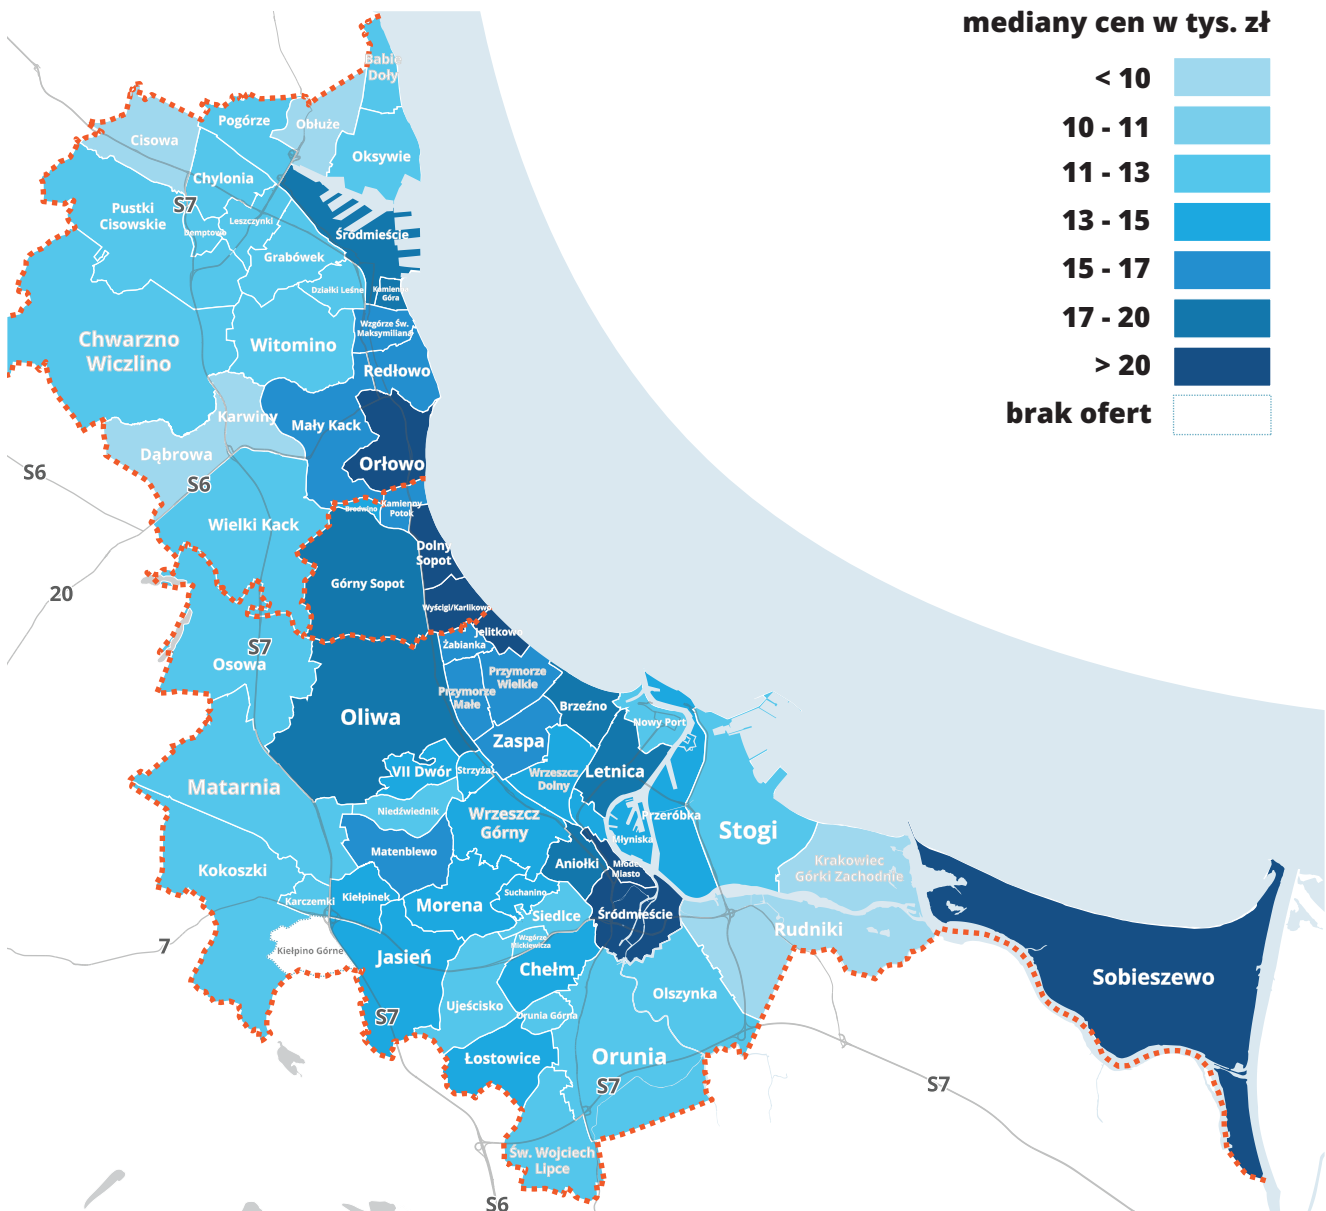 mediany cen w tys. zł
< 10
10 - 11
11 - 13
13 - 15
15 - 17
17 - 20
> 20
brak ofert
Babie
Doły
Pogórze
Obłuże
Cisowa
Oksywie
Chylonia
S7
Pustki
Cisowskie
Leszczynki
Demptowo
Śródmieście
Grabówek
Działki Leśne
Kamienna
Góra
Wzgórze Św.
Maksymiliana
Chwarzno
Wiczlino
Witomino
Redłowo
Karwiny
Mały Kack
Dąbrowa
Orłowo
S6
S6
Brodwino
Kamienny
Potok
Wielki Kack
Dolny
Sopot
Górny Sopot
20
Wyścigi/Karlikowo
Jelitkowo
Żabianka
S7
Osowa
Przymorze
Wielkie
Przymorze
Małe
Brzeźno
Oliwa
Nowy Port
Zaspa
VII Dwór
Strzyża
Wrzeszcz
Dolny
Letnica
Matarnia
Niedźwiednik
Wrzeszcz
Górny
Przeróbka
Stogi
Młyniska
Matenblewo
Aniołki
Młode
Miasto
Krakowiec
Górki Zachodnie
Kokoszki
Karczemki
Kiełpinek
Morena
Suchanino
Siedlce
Śródmieście
Rudniki
7
Kiełpino Górne
Jasień
Wzgórze
Mickiewicza
Chełm
Sobieszewo
Olszynka
Ujeścisko
Orunia Górna
S7
Łostowice
Orunia
S7
S7
Św. Wojciech
Lipce
S6